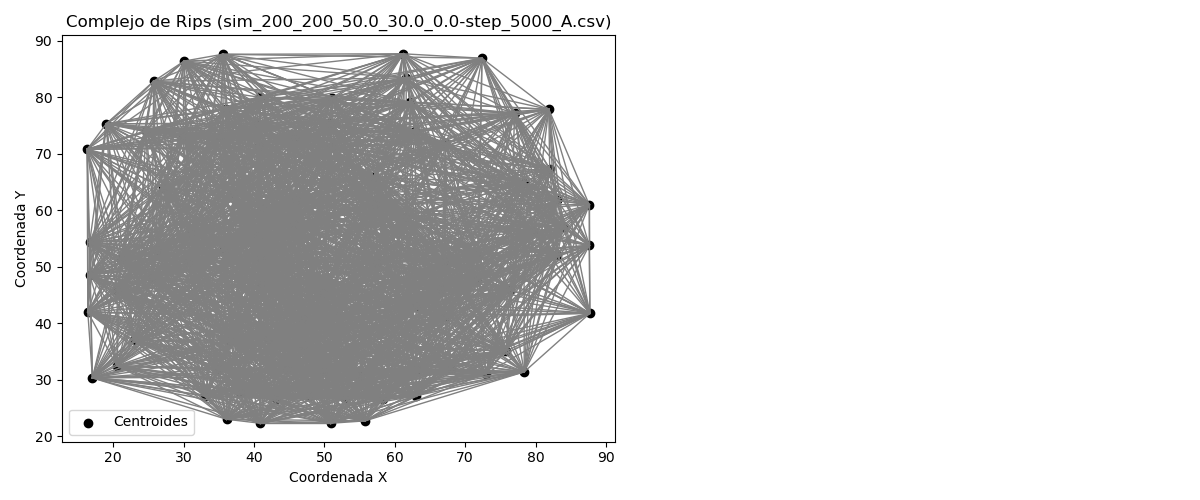 Complejo de Rips (sim_200_200_50.0_30.0_0.0-step_5000_A.csv)
90
80
70
60
50
40
30
20
Coordenada Y
Centroides
20 30 40 50 60 70 80 90
Coordenada X